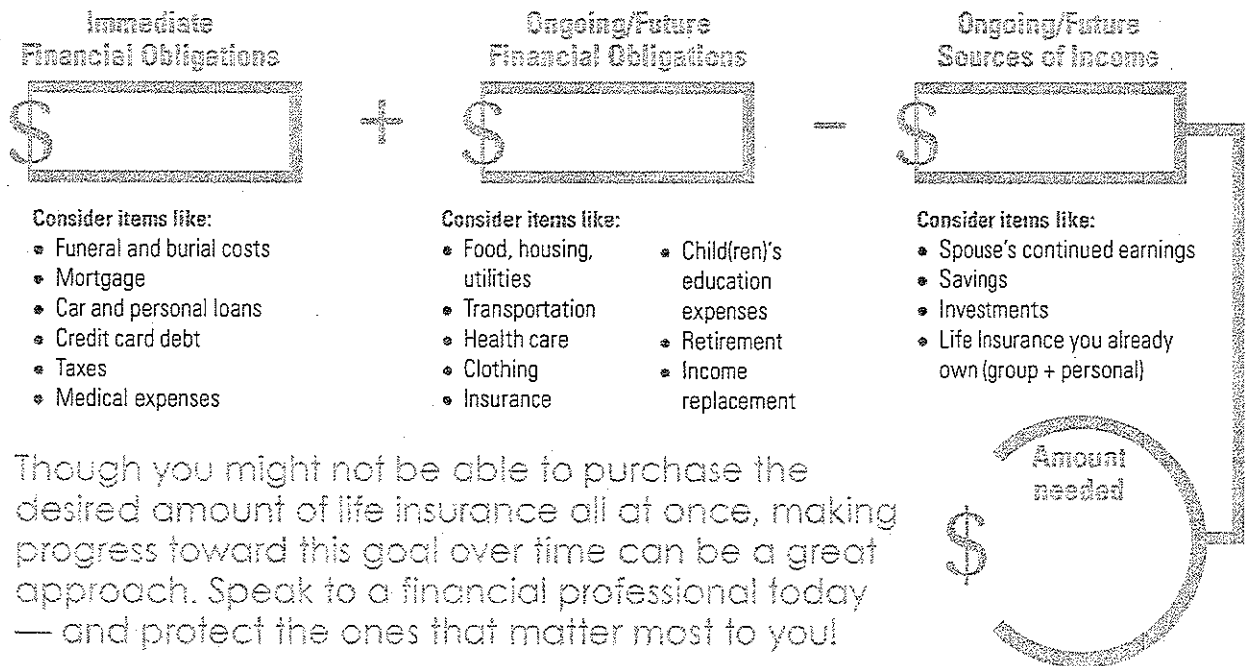 Immediate
Financial Obligations
$
+
Ongoing/Future
Financial Obligations
$
–
Ongoing/Future
Sources of Income
$
Consider items like:
• Funeral and burial costs
• Mortgage
• Car and personal loans
• Credit card debt
• Taxes
• Medical expenses
Consider items like:
• Food, housing,
utilities
• Transportation
• Health care
• Clothing
• Insurance
• Child(ren)'s
education
expenses
• Retirement
• Income
replacement
Consider items like:
• Spouse's continued earnings
• Savings
• Investments
• Life Insurance you already
own (group + personal)
Amount
needed
$
Though you might not be able to purchase the
desired amount of life insurance all at once, making
progress toward this goal over time can be a great
approach. Speak to a financial professional today
— and protect the ones that matter most to you!